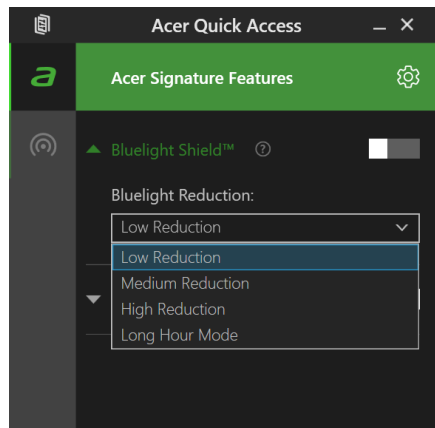 Acer Quick Access
a
Acer Signature Features
Bluelight Shield™ ?
Bluelight Reduction:
Low Reduction
Low Reduction
Medium Reduction
High Reduction
Long Hour Mode